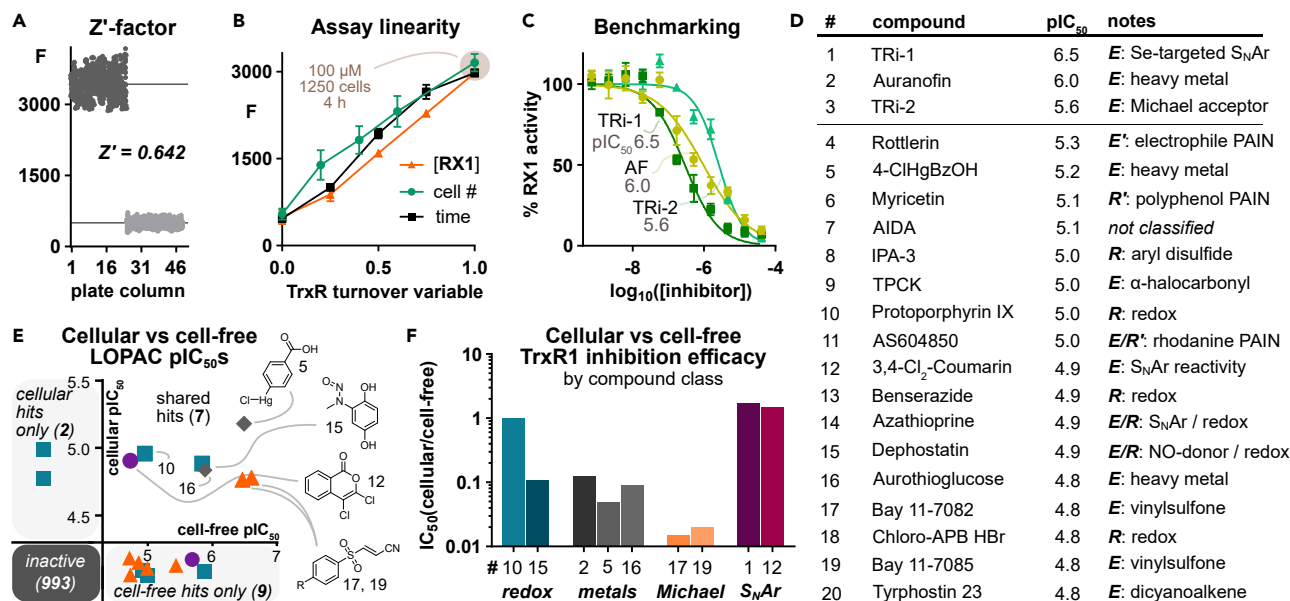 A Z'-factor
F
3000
1500
0
Z' = 0.642
1 16 31 46
plate column
B Assay linearity
100 µM
1250 cells
4 h
3000
F
1500
0
[RX1]
cell #
time
0.0 0.5 1.0
TrxR turnover variable
C Benchmarking
100
50
0
% RX1 activity
TRi-1
pIC50 6.5
AF
6.0
TRi-2
5.6
-8 -6 -4
log10([inhibitor])
D # compound pIC50 notes
1 TRi-1 6.5 E: Se-targeted SNAr
2 Auranofin 6.0 E: heavy metal
3 TRi-2 5.6 E: Michael acceptor
4 Rottlerin 5.3 E': electrophile PAIN
5 4-ClHgBzOH 5.2 E: heavy metal
6 Myricetin 5.1 R': polyphenol PAIN
7 AIDA 5.1 not classified
8 IPA-3 5.0 R: aryl disulfide
9 TPCK 5.0 E: α-halocarbonyl
10 Protoporphyrin IX 5.0 R: redox
11 AS604850 5.0 E/R': rhodanine PAIN
12 3,4-Cl2-Coumarin 4.9 E: SNAr reactivity
13 Benserazide 4.9 R: redox
14 Azathioprine 4.9 E/R: SNAr / redox
15 Dephostatin 4.9 E/R: NO-donor / redox
16 Aurothioglucose 4.8 E: heavy metal
17 Bay 11-7082 4.8 E: vinylsulfone
18 Chloro-APB HBr 4.8 R: redox
19 Bay 11-7085 4.8 E: vinylsulfone
20 Tyrphostin 23 4.8 E: dicyanoalkene
E Cellular vs cell-free
LOPAC pIC50s
cellular
hits
only (2)
5.5
5.0
4.5
cellular pIC50
shared
hits (7)
10
16
15
5
12
17, 19
O
OH
Cl-Hg
O
N
N
OH
OH
O
O
Cl
Cl
O
O
S
CN
R
cell-free pIC50
5 6 7
inactive
(993)
cell-free hits only (9)
F Cellular vs cell-free
TrxR1 inhibition efficacy
by compound class
IC50(cellular/cell-free)
1
0.1
0.01
# 10 15 2 5 16 17 19 1 12
redox metals Michael SNAr